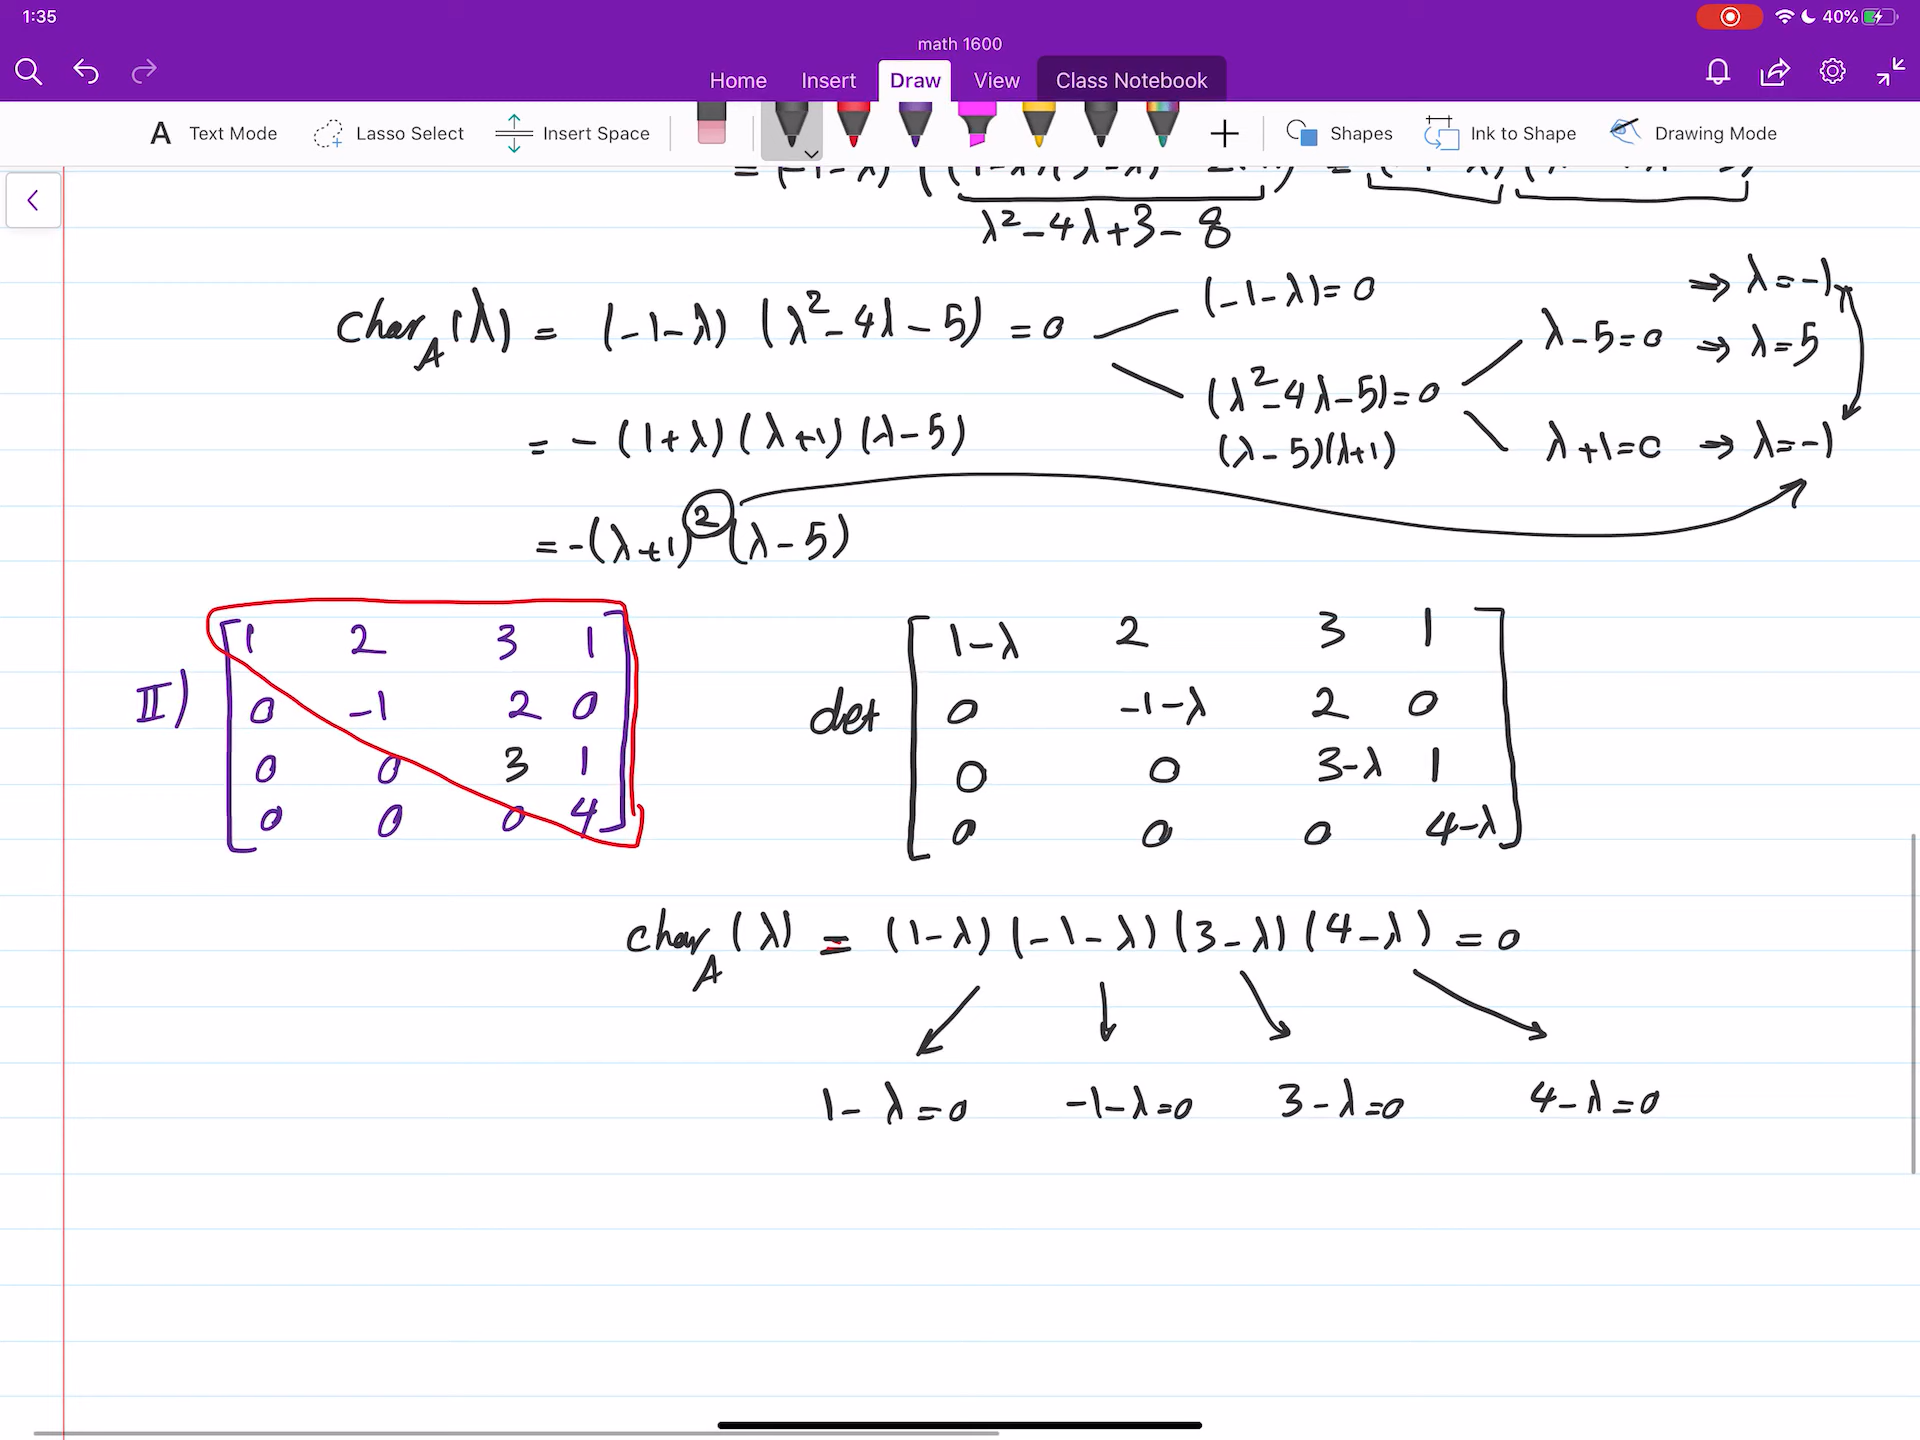 1:35
40%
math 1600
Home Insert Draw View Class Notebook
A Text Mode Lasso Select Insert Space Shapes Ink to Shape Drawing Mode
λ²-4λ+3-8
char_A(λ) = (-1-λ) (λ²-4λ-5) = 0
(-1-λ)=0 ⇒ λ=-1
(λ²-4λ-5)=0
(λ-5)(λ+1)
λ-5=0 ⇒ λ=5
λ+1=0 ⇒ λ=-1
= -(1+λ)(λ+1)(λ-5)
= -(λ+1)²(λ-5)
II)
1 2 3 1
0 -1 2 0
0 0 3 1
0 0 0 4
det
1-λ 2 3 1
0 -1-λ 2 0
0 0 3-λ 1
0 0 0 4-λ
char_A(λ) = (1-λ)(-1-λ)(3-λ)(4-λ) = 0
1-λ=0 -1-λ=0 3-λ=0 4-λ=0